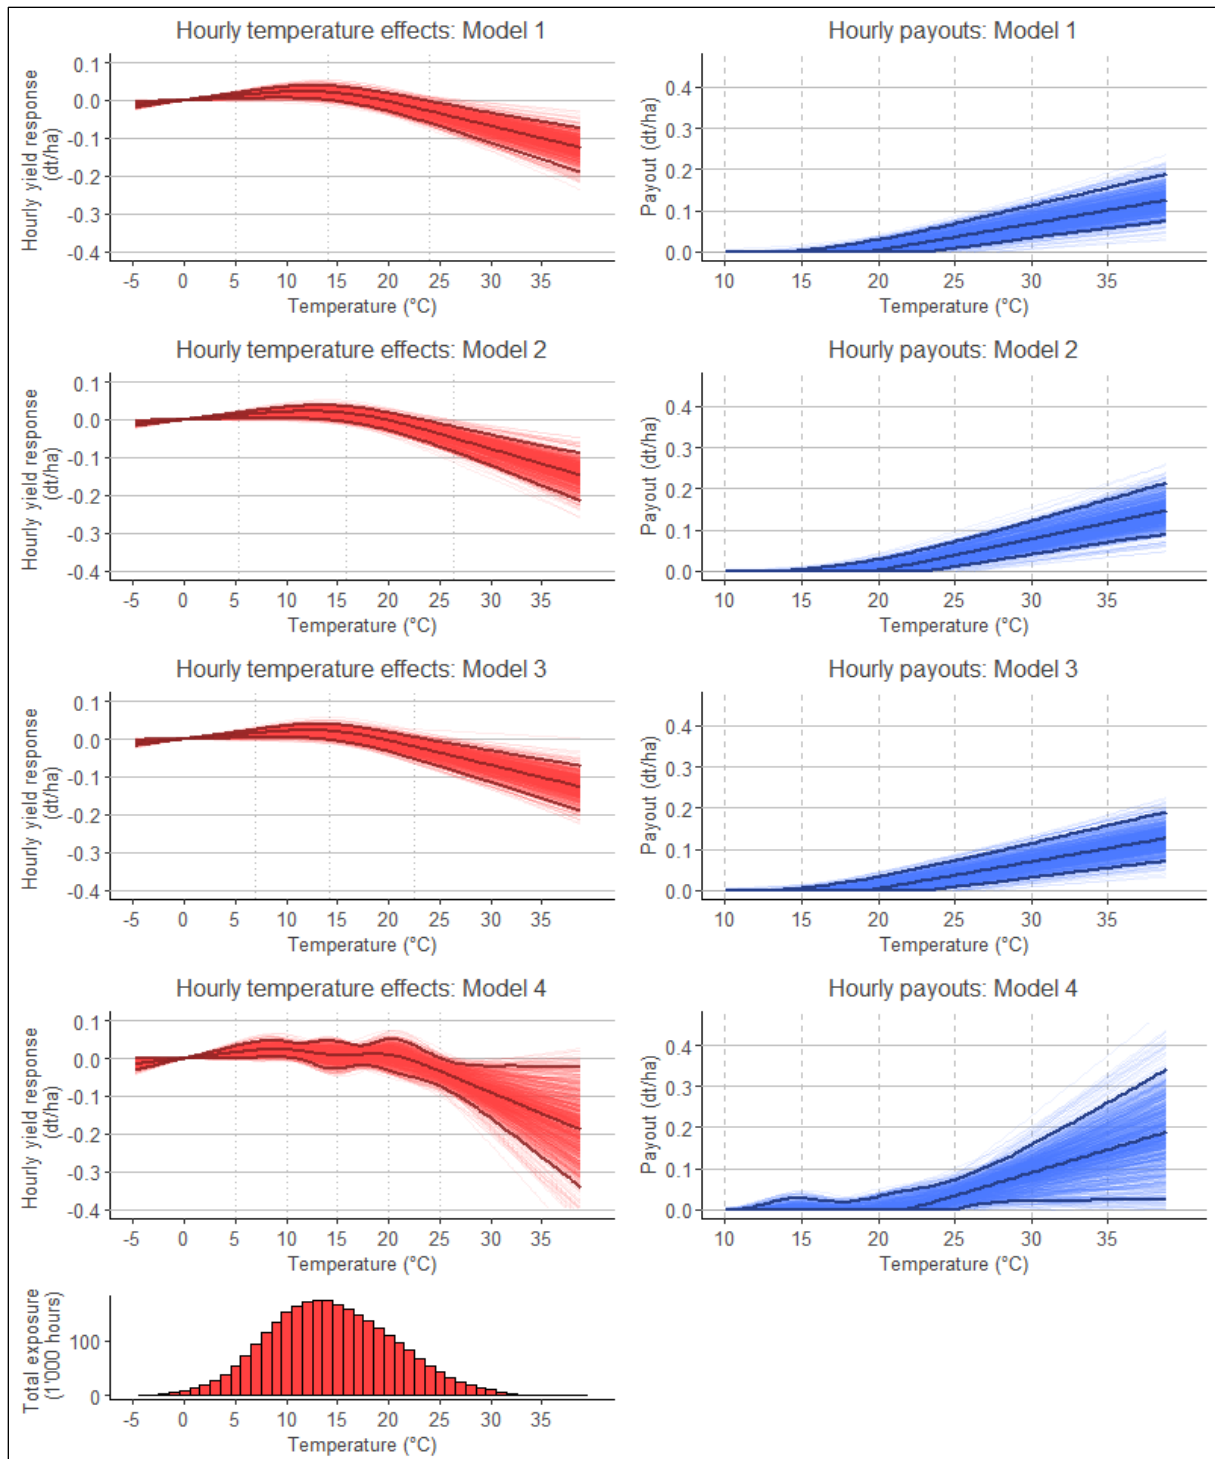 Hourly temperature effects: Model 1
Hourly yield response
(dt/ha)
0.1
0.0
-0.1
-0.2
-0.3
-0.4
-5 0 5 10 15 20 25 30 35
Temperature (°C)
Hourly payouts: Model 1
Payout (dt/ha)
0.4
0.3
0.2
0.1
0.0
10 15 20 25 30 35
Temperature (°C)
Hourly temperature effects: Model 2
Hourly yield response
(dt/ha)
0.1
0.0
-0.1
-0.2
-0.3
-0.4
-5 0 5 10 15 20 25 30 35
Temperature (°C)
Hourly payouts: Model 2
Payout (dt/ha)
0.4
0.3
0.2
0.1
0.0
10 15 20 25 30 35
Temperature (°C)
Hourly temperature effects: Model 3
Hourly yield response
(dt/ha)
0.1
0.0
-0.1
-0.2
-0.3
-0.4
-5 0 5 10 15 20 25 30 35
Temperature (°C)
Hourly payouts: Model 3
Payout (dt/ha)
0.4
0.3
0.2
0.1
0.0
10 15 20 25 30 35
Temperature (°C)
Hourly temperature effects: Model 4
Hourly yield response
(dt/ha)
0.1
0.0
-0.1
-0.2
-0.3
-0.4
-5 0 5 10 15 20 25 30 35
Temperature (°C)
Hourly payouts: Model 4
Payout (dt/ha)
0.4
0.3
0.2
0.1
0.0
10 15 20 25 30 35
Temperature (°C)
Total exposure
(1'000 hours)
100
0
-5 0 5 10 15 20 25 30 35
Temperature (°C)